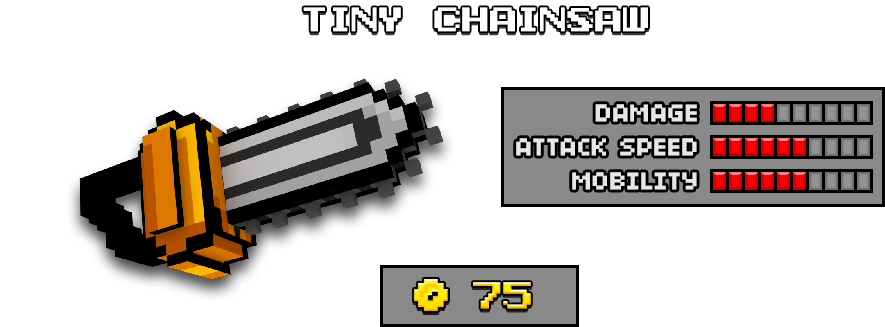 TINY CHAINSAW
DAMAGE
ATTACK SPEED
MOBILITY
75